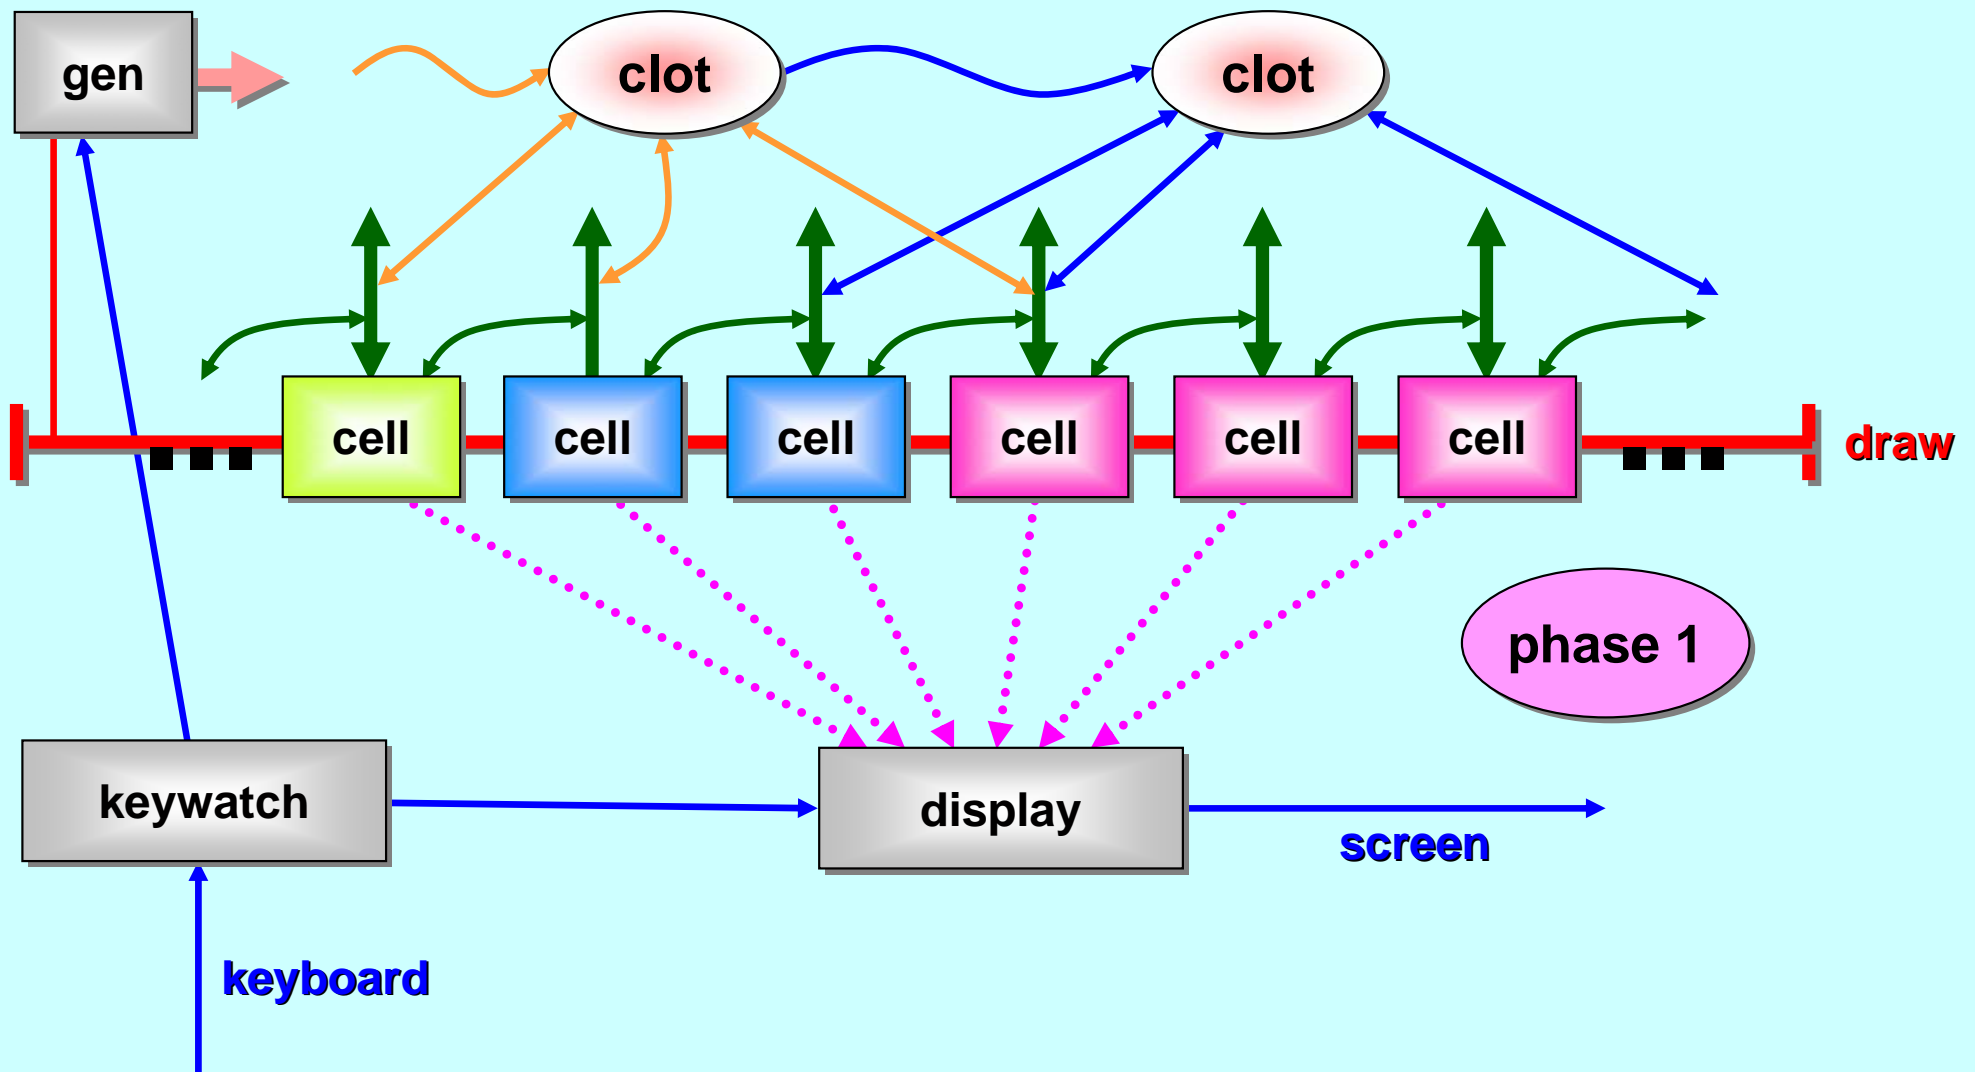 gen
clot
clot
cell
cell
cell
cell
cell
cell
draw
phase 1
keywatch
display
screen
keyboard